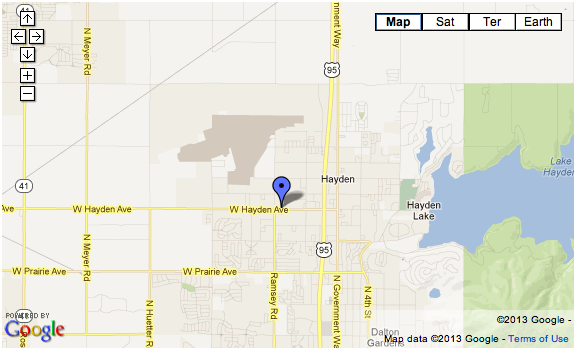 41
N Meyer Rd
Government Way
Map
Sat
Ter
Earth
95
Lake
Hayden
41
Hayden
Ave
W Hayden Ave
W Hayden Ave
Hayden
Lake
N Meyer Rd
95
W Prairie Ave
W Prairie Ave
N Huetter Rd
Ramsey Rd
N Government Way
N 4th St
Dalton
Gardens
POWERED BY
Google
©2013 Google -
Map data ©2013 Google - Terms of Use